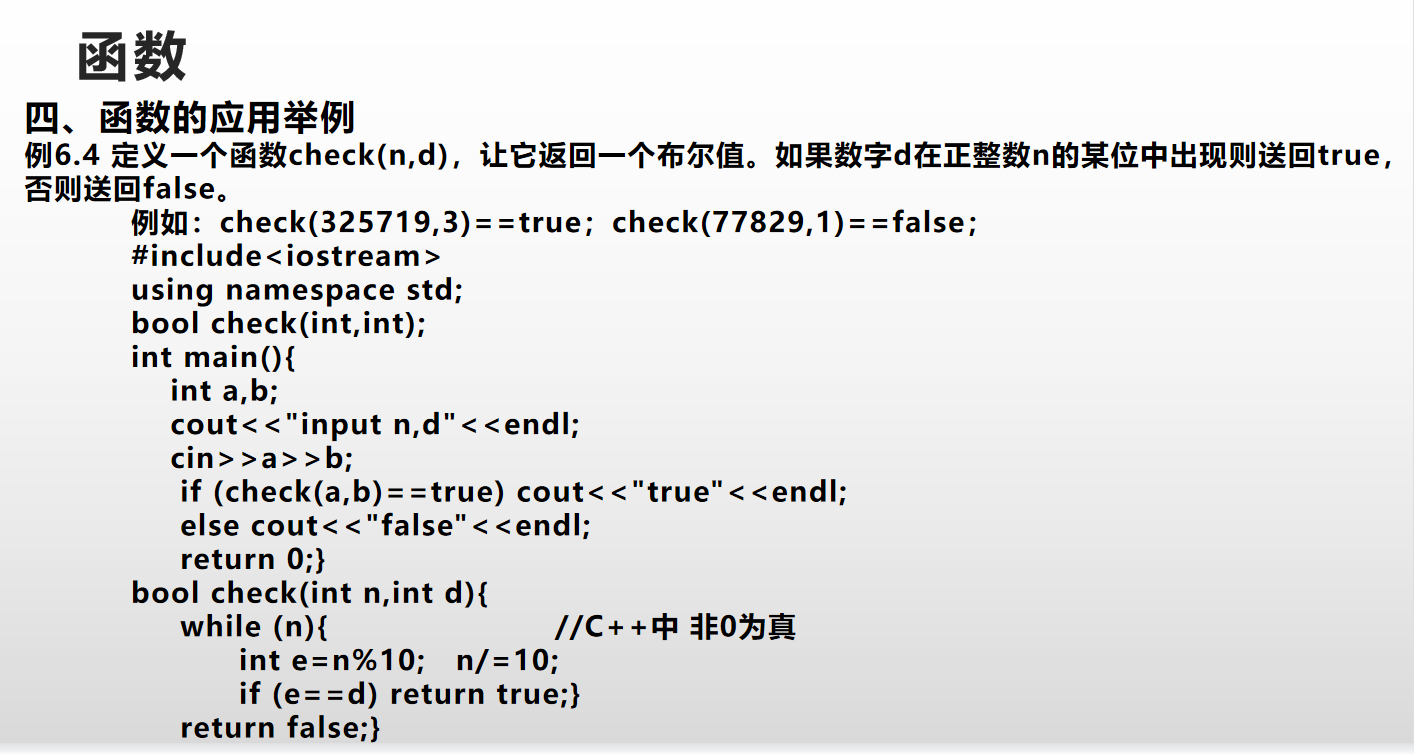 函数
四、函数的应用举例
例6.4 定义一个函数check(n,d)，让它返回一个布尔值。如果数字d在正整数n的某位中出现则送回true，
否则送回false。
例如：check(325719,3)==true；check(77829,1)==false；
#include<iostream>
using namespace std;
bool check(int,int);
int main(){
int a,b;
cout<<"input n,d"<<endl;
cin>>a>>b;
if (check(a,b)==true) cout<<"true"<<endl;
else cout<<"false"<<endl;
return 0;}
bool check(int n,int d){
while (n){ //C++中 非0为真
int e=n%10; n/=10;
if (e==d) return true;}
return false;}